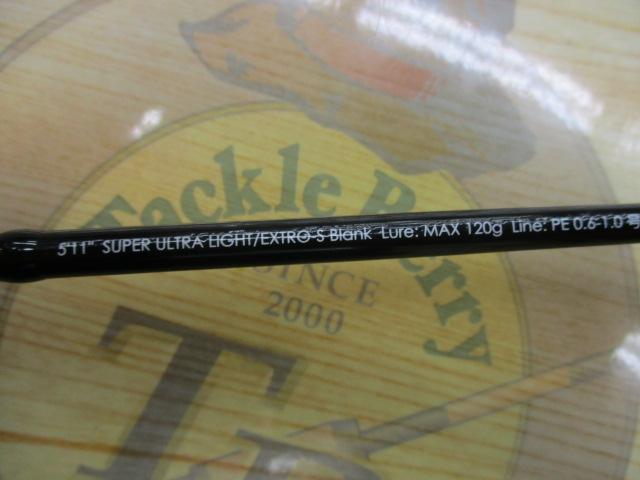 Tackle Berry
5'11" SUPER ULTRA LIGHT/EXTRO-S Blank Lure: MAX 120g Line: PE 0.6-1.0号
SINCE
2000